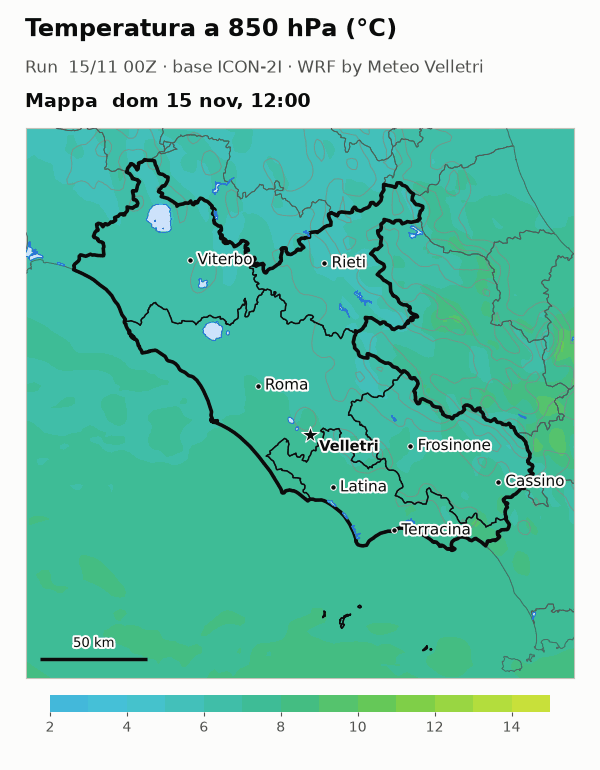 Temperatura a 850 hPa (°C)
Run  15/11 00Z · base ICON-2I · WRF by Meteo Velletri
Mappa  dom 15 nov, 12:00
Viterbo
Rieti
Roma
Velletri
Frosinone
Cassino
Latina
Terracina
50 km
2 4 6 8 10 12 14